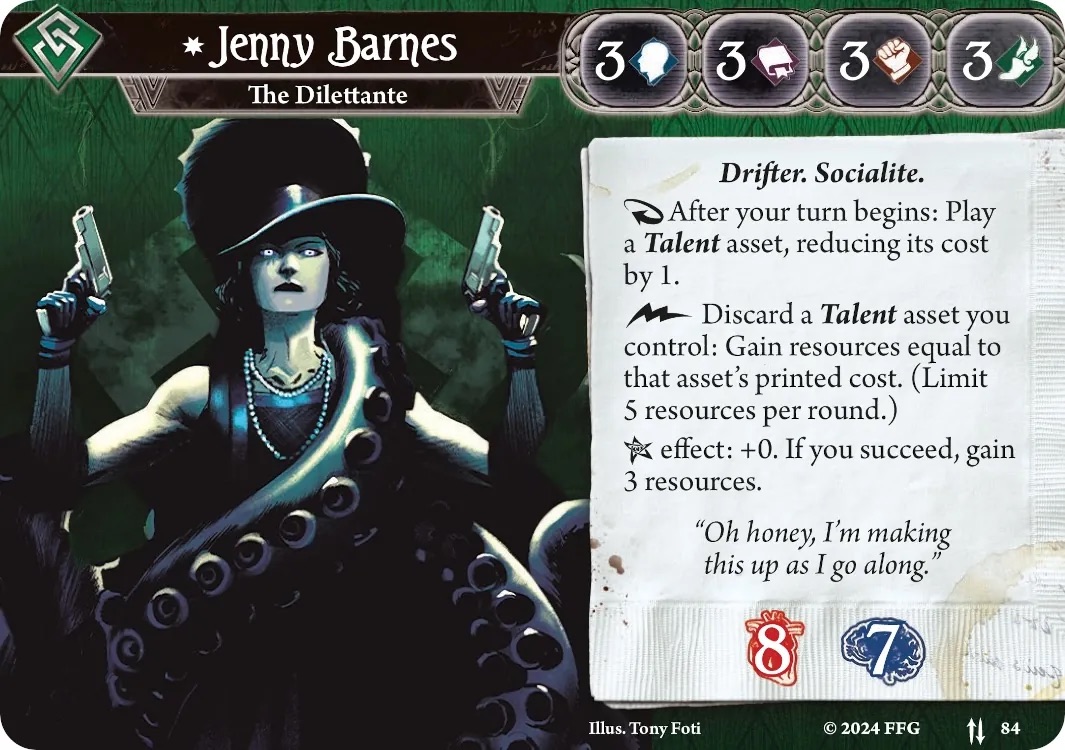 Jenny Barnes
3 3 3 3
The Dilettante
Drifter. Socialite.
After your turn begins: Play
a Talent asset, reducing its cost
by 1.
Discard a Talent asset you
control: Gain resources equal to
that asset's printed cost. (Limit
5 resources per round.)
effect: +0. If you succeed, gain
3 resources.
"Oh honey, I'm making
this up as I go along."
8 7
Illus. Tony Foti © 2024 FFG 84